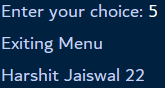 Enter your choice: 5
Exiting Menu
Harshit Jaiswal 22